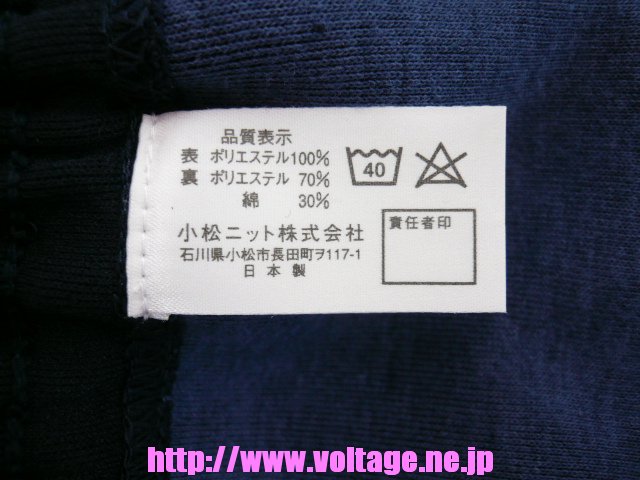 品質表示
表 ポリエステル100%
裏 ポリエステル 70%
綿 30%
40
小松ニット株式会社
責任者印
石川県小松市長田町ヲ117-1
日本製
http://www.voltage.ne.jp